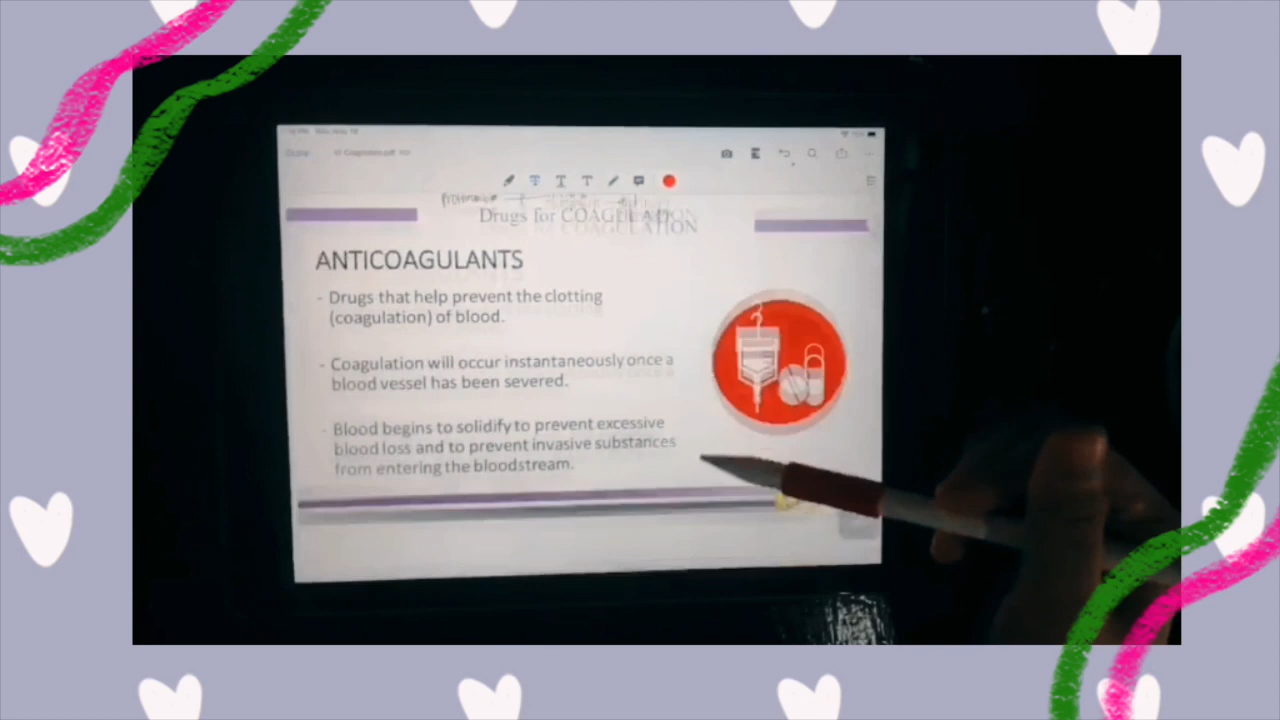 Drugs for COAGULATION
ANTICOAGULANTS
- Drugs that help prevent the clotting
(coagulation) of blood.
- Coagulation will occur instantaneously once a
blood vessel has been severed.
- Blood begins to solidify to prevent excessive
blood loss and to prevent invasive substances
from entering the bloodstream.